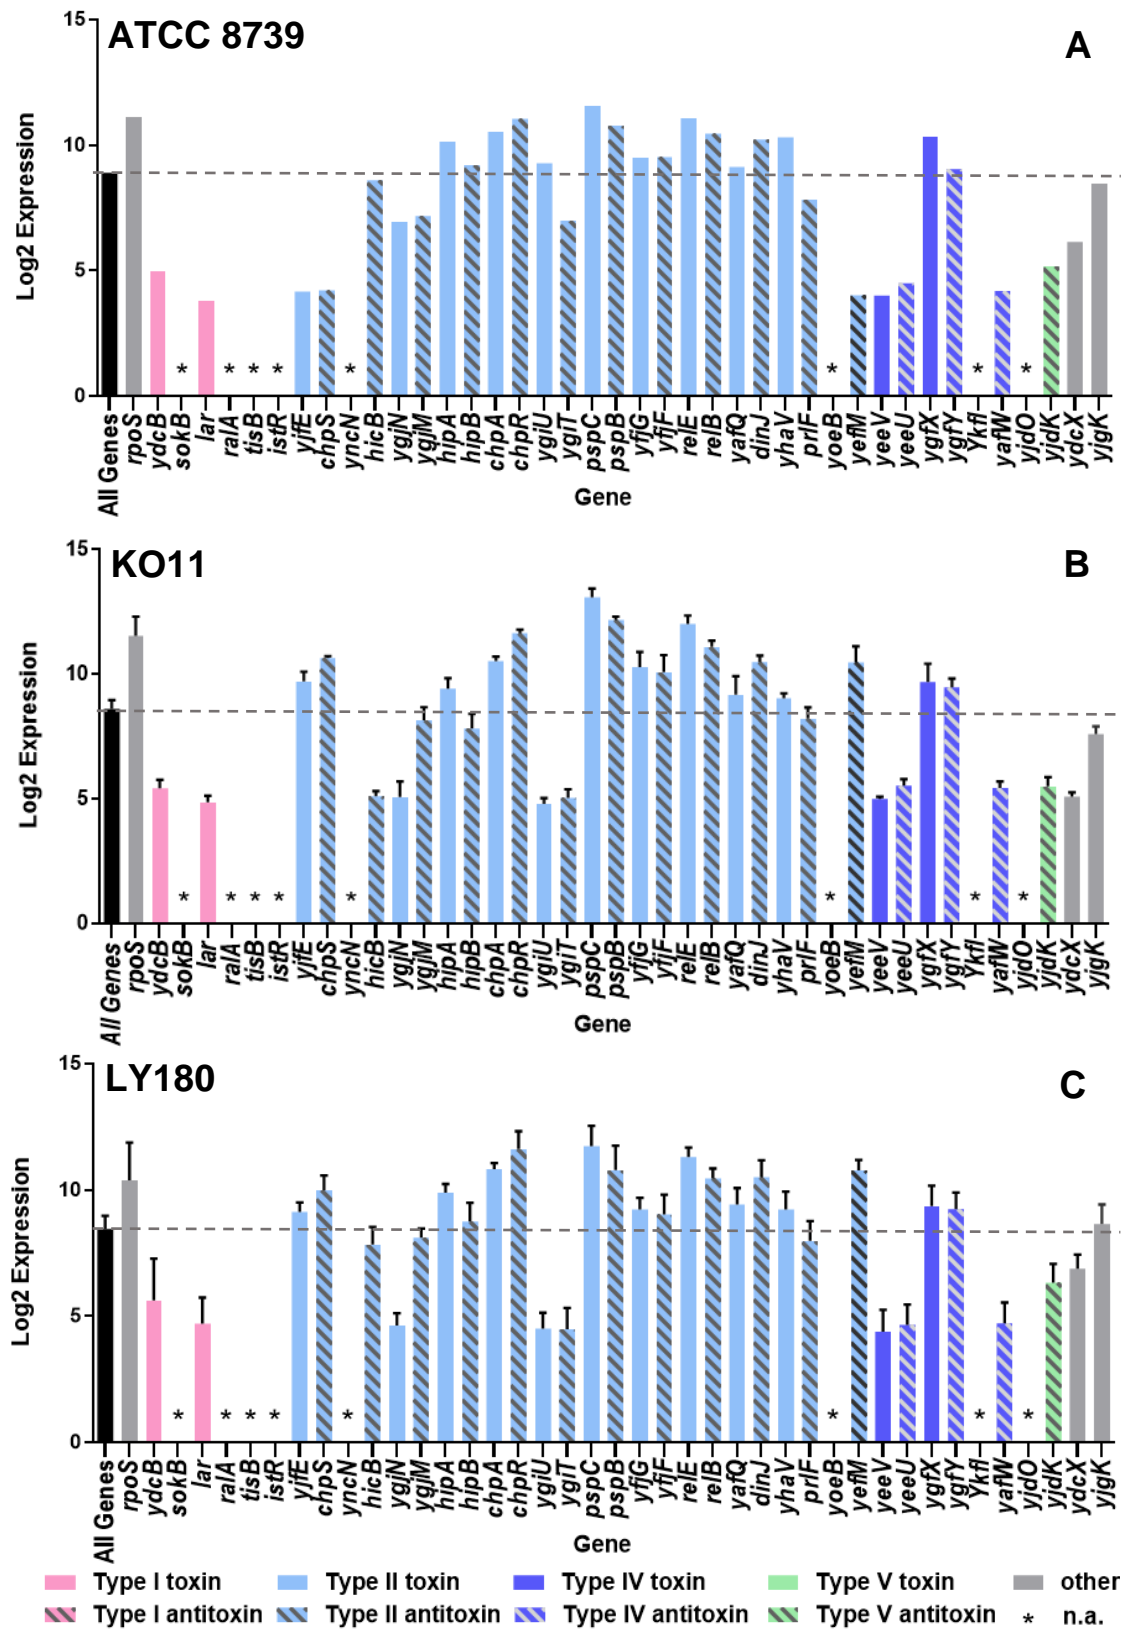 ATCC 8739
A
15
10
5
0
Log2 Expression
* * * * * * * *
All Genes rpoS ydcB sokB lar ralA tisB istR yjfE chpS yncN hicB ygjN ygjM hipA hipB chpA chpR ygiU ygiT pspC pspB yfjG yfjF relE relB yafQ dinJ yhaV prlF yoeB yefM yeeV yeeU ygfX ygfY Ykfl yafW yjdO yjdK ydcX yjgK
Gene
KO11
B
15
10
5
0
Log2 Expression
* * * * * * * *
All Genes rpoS ydcB sokB lar ralA tisB istR yjfE chpS yncN hicB ygjN ygjM hipA hipB chpA chpR ygiU ygiT pspC pspB yfjG yfjF relE relB yafQ dinJ yhaV prlF yoeB yefM yeeV yeeU ygfX ygfY Ykfl yafW yjdO yjdK ydcX yjgK
Gene
LY180
C
15
10
5
0
Log2 Expression
* * * * * * * *
All Genes rpoS ydcB sokB lar ralA tisB istR yjfE chpS yncN hicB ygjN ygjM hipA hipB chpA chpR ygiU ygiT pspC pspB yfjG yfjF relE relB yafQ dinJ yhaV prlF yoeB yefM yeeV yeeU ygfX ygfY Ykfl yafW yjdO yjdK ydcX yjgK
Gene
Type I toxin Type II toxin Type IV toxin Type V toxin other
Type I antitoxin Type II antitoxin Type IV antitoxin Type V antitoxin * n.a.